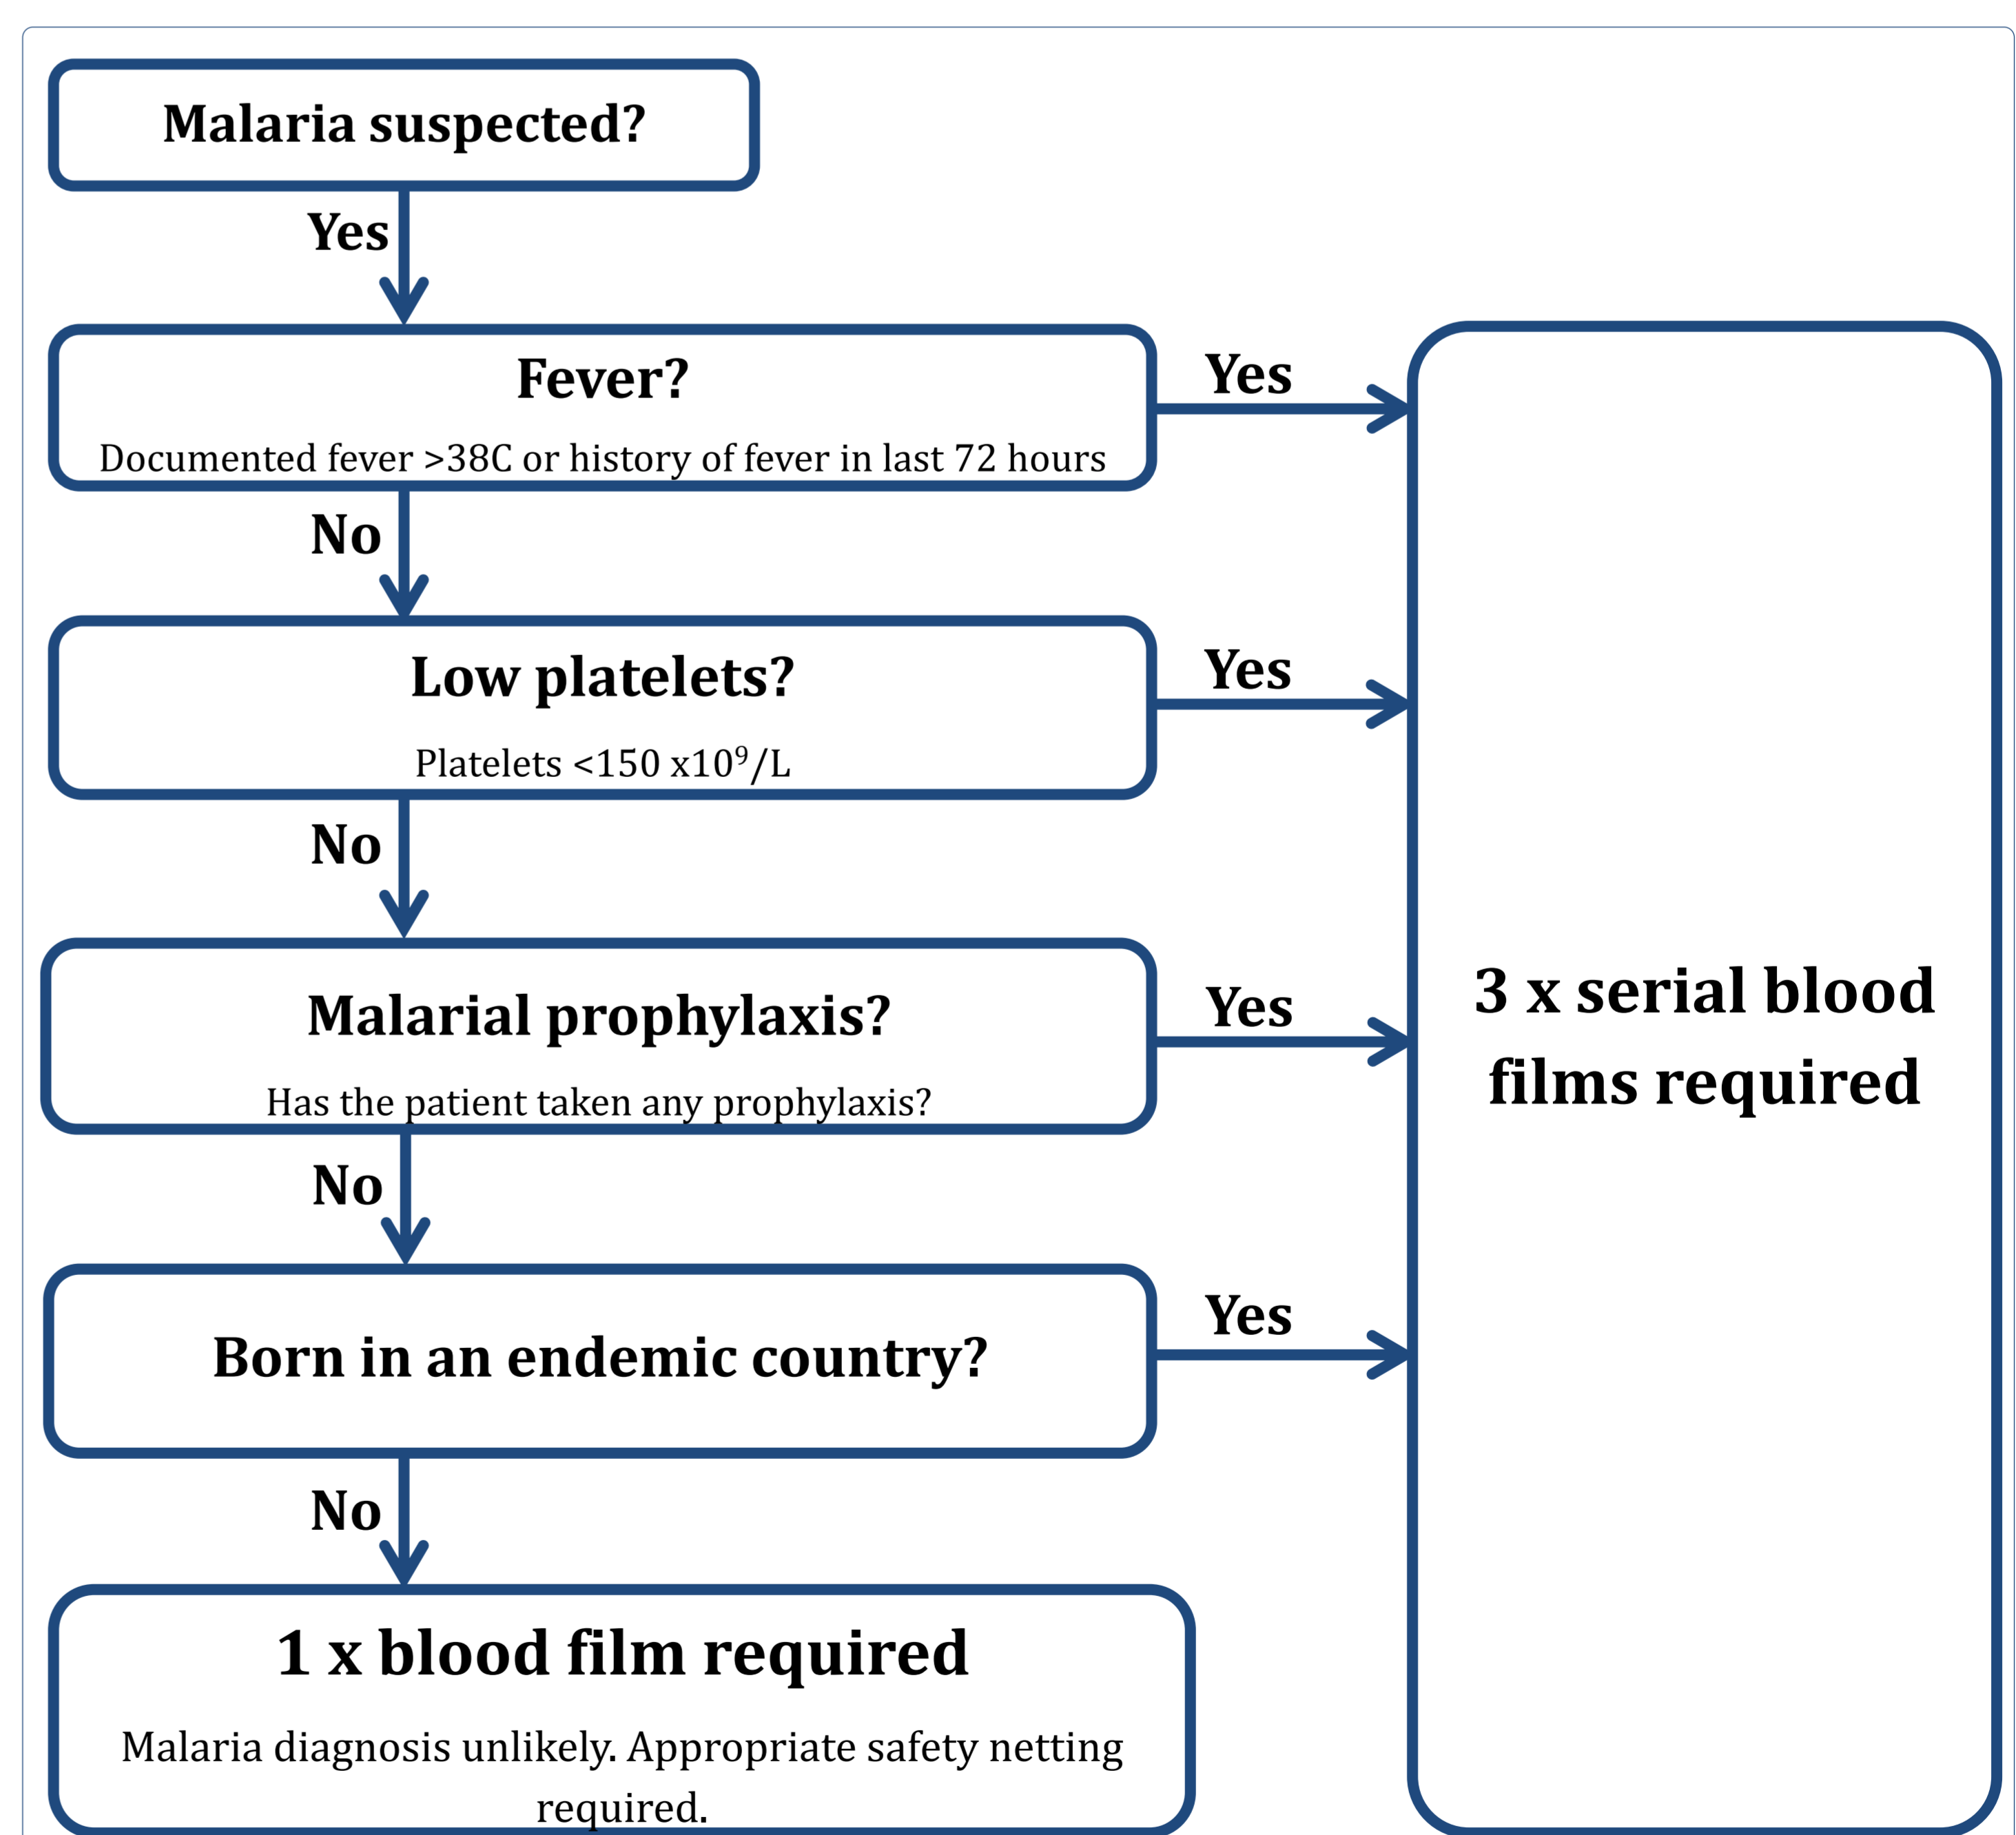 Malaria suspected?
Yes
Fever?
Documented fever >38C or history of fever in last 72 hours
Yes
No
Low platelets?
Platelets <150 x10⁹/L
Yes
No
Malarial prophylaxis?
Has the patient taken any prophylaxis?
Yes
No
Born in an endemic country?
Yes
No
1 x blood film required
Malaria diagnosis unlikely. Appropriate safety netting
required.
3 x serial blood
films required